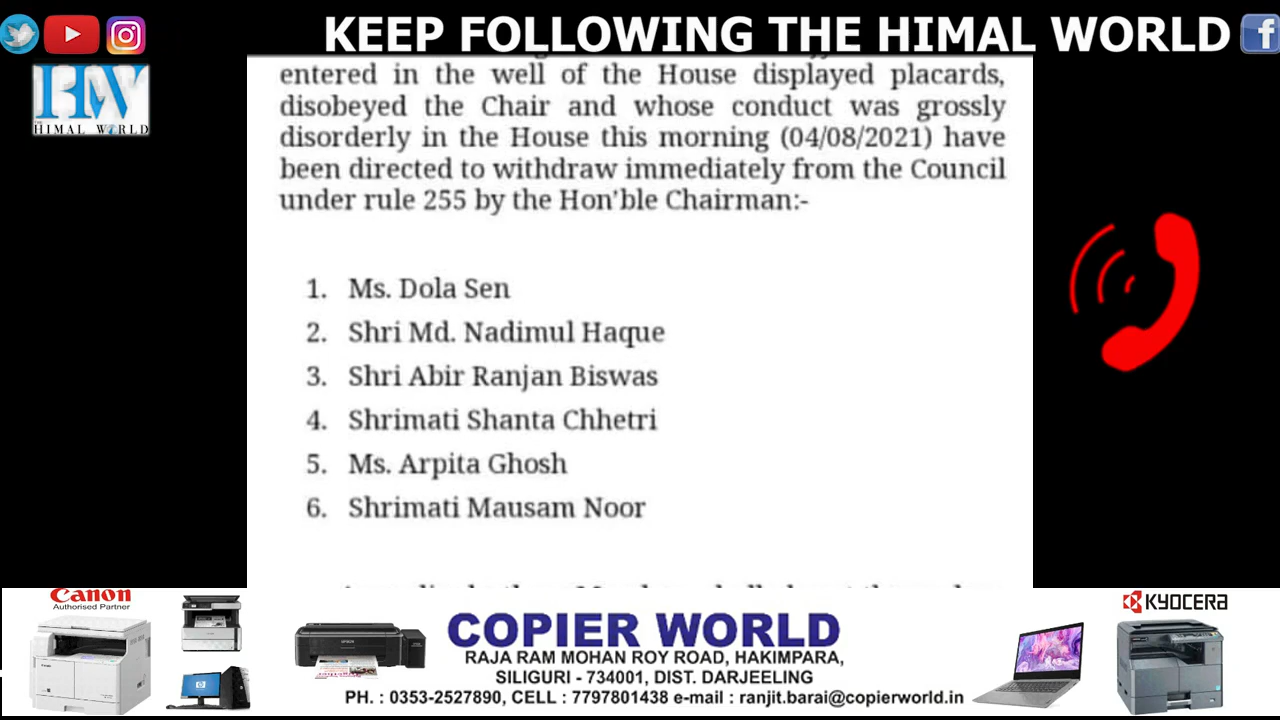 KEEP FOLLOWING THE HIMAL WORLD
HW
HIMAL WORLD
entered in the well of the House displayed placards,
disobeyed the Chair and whose conduct was grossly
disorderly in the House this morning (04/08/2021) have
been directed to withdraw immediately from the Council
under rule 255 by the Hon'ble Chairman:-
1. Ms. Dola Sen
2. Shri Md. Nadimul Haque
3. Shri Abir Ranjan Biswas
4. Shrimati Shanta Chhetri
5. Ms. Arpita Ghosh
6. Shrimati Mausam Noor
Canon
Authorised Partner
COPIER WORLD
RAJA RAM MOHAN ROY ROAD, HAKIMPARA,
SILIGURI - 734001, DIST. DARJEELING
PH. : 0353-2527890, CELL : 7797801438 e-mail : ranjit.barai@copierworld.in
KYOCERA